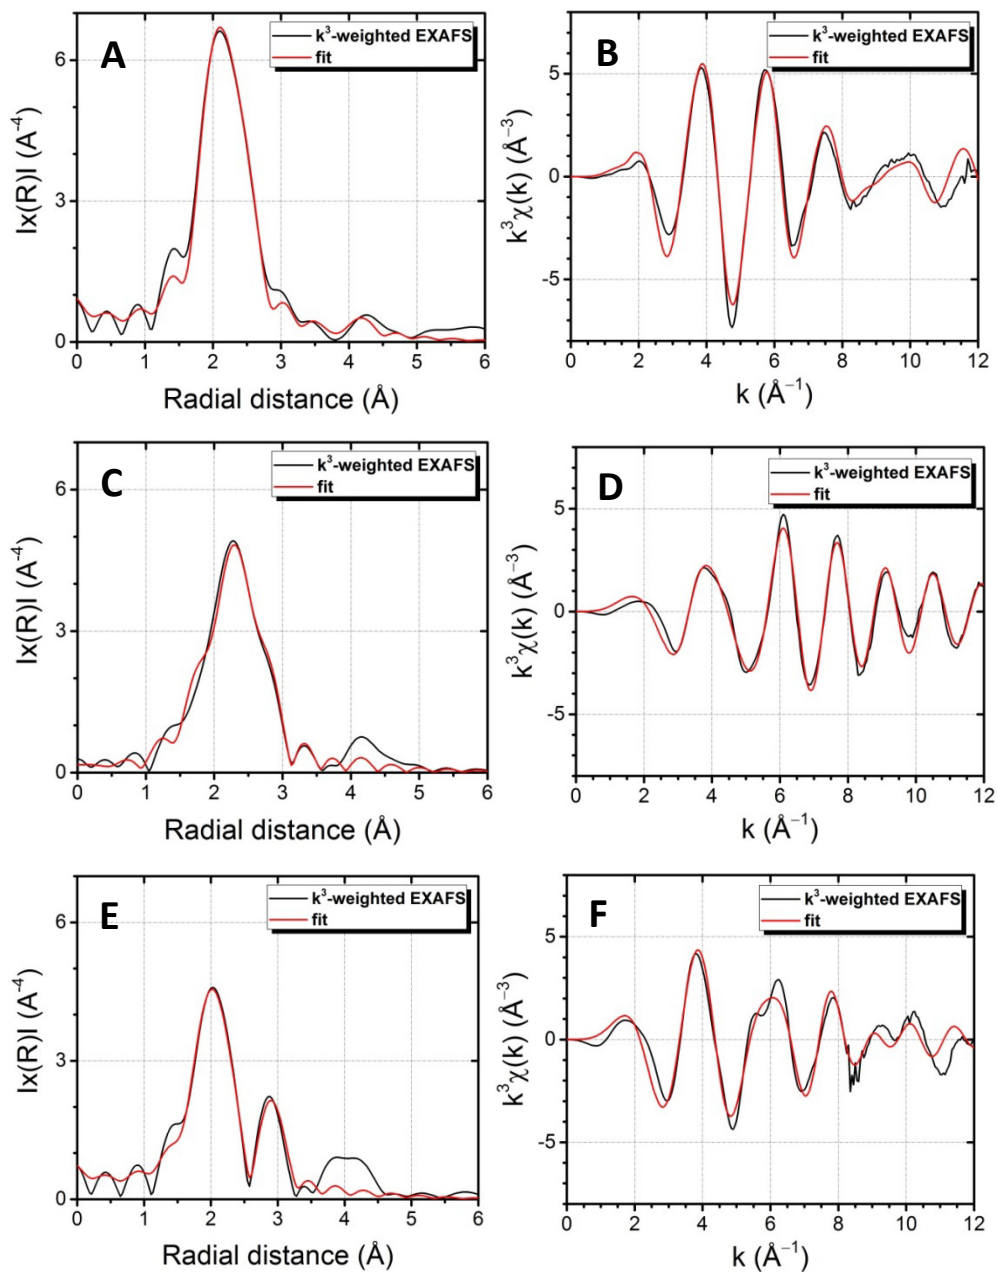 A
k³-weighted EXAFS
fit
6
3
0
0 1 2 3 4 5 6
Ix(R)I (A⁻⁴)
Radial distance (Å)
B
k³-weighted EXAFS
fit
5
0
-5
0 2 4 6 8 10 12
k³χ(k) (Å⁻³)
k (Å⁻¹)
C
k³-weighted EXAFS
fit
6
3
0
0 1 2 3 4 5 6
Ix(R)I (A⁻⁴)
Radial distance (Å)
D
k³-weighted EXAFS
fit
5
0
-5
0 2 4 6 8 10 12
k³χ(k) (Å⁻³)
k (Å⁻¹)
E
k³-weighted EXAFS
fit
6
3
0
0 1 2 3 4 5 6
Ix(R)I (A⁻⁴)
Radial distance (Å)
F
k³-weighted EXAFS
fit
5
0
-5
0 2 4 6 8 10 12
k³χ(k) (Å⁻³)
k (Å⁻¹)